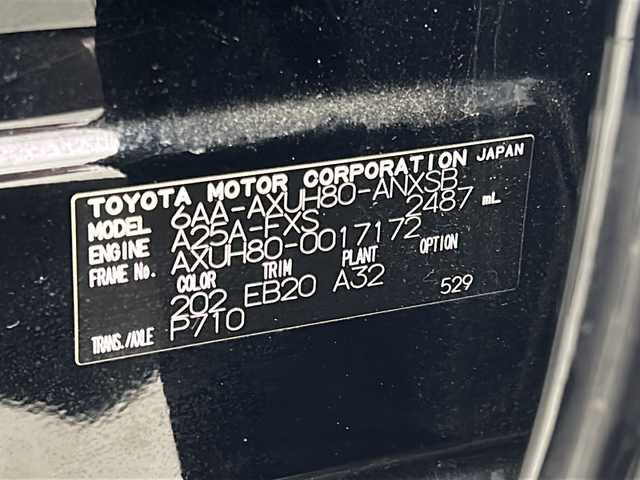 TOYOTA MOTOR CORPORATION JAPAN
MODEL 6AA-AXUH80-ANXSB
ENGINE A25A-FXS 2487 mL
FRAME No. AXUH80-0017172
COLOR TRIM PLANT OPTION
202 EB20 A32 529
TRANS./AXLE P710